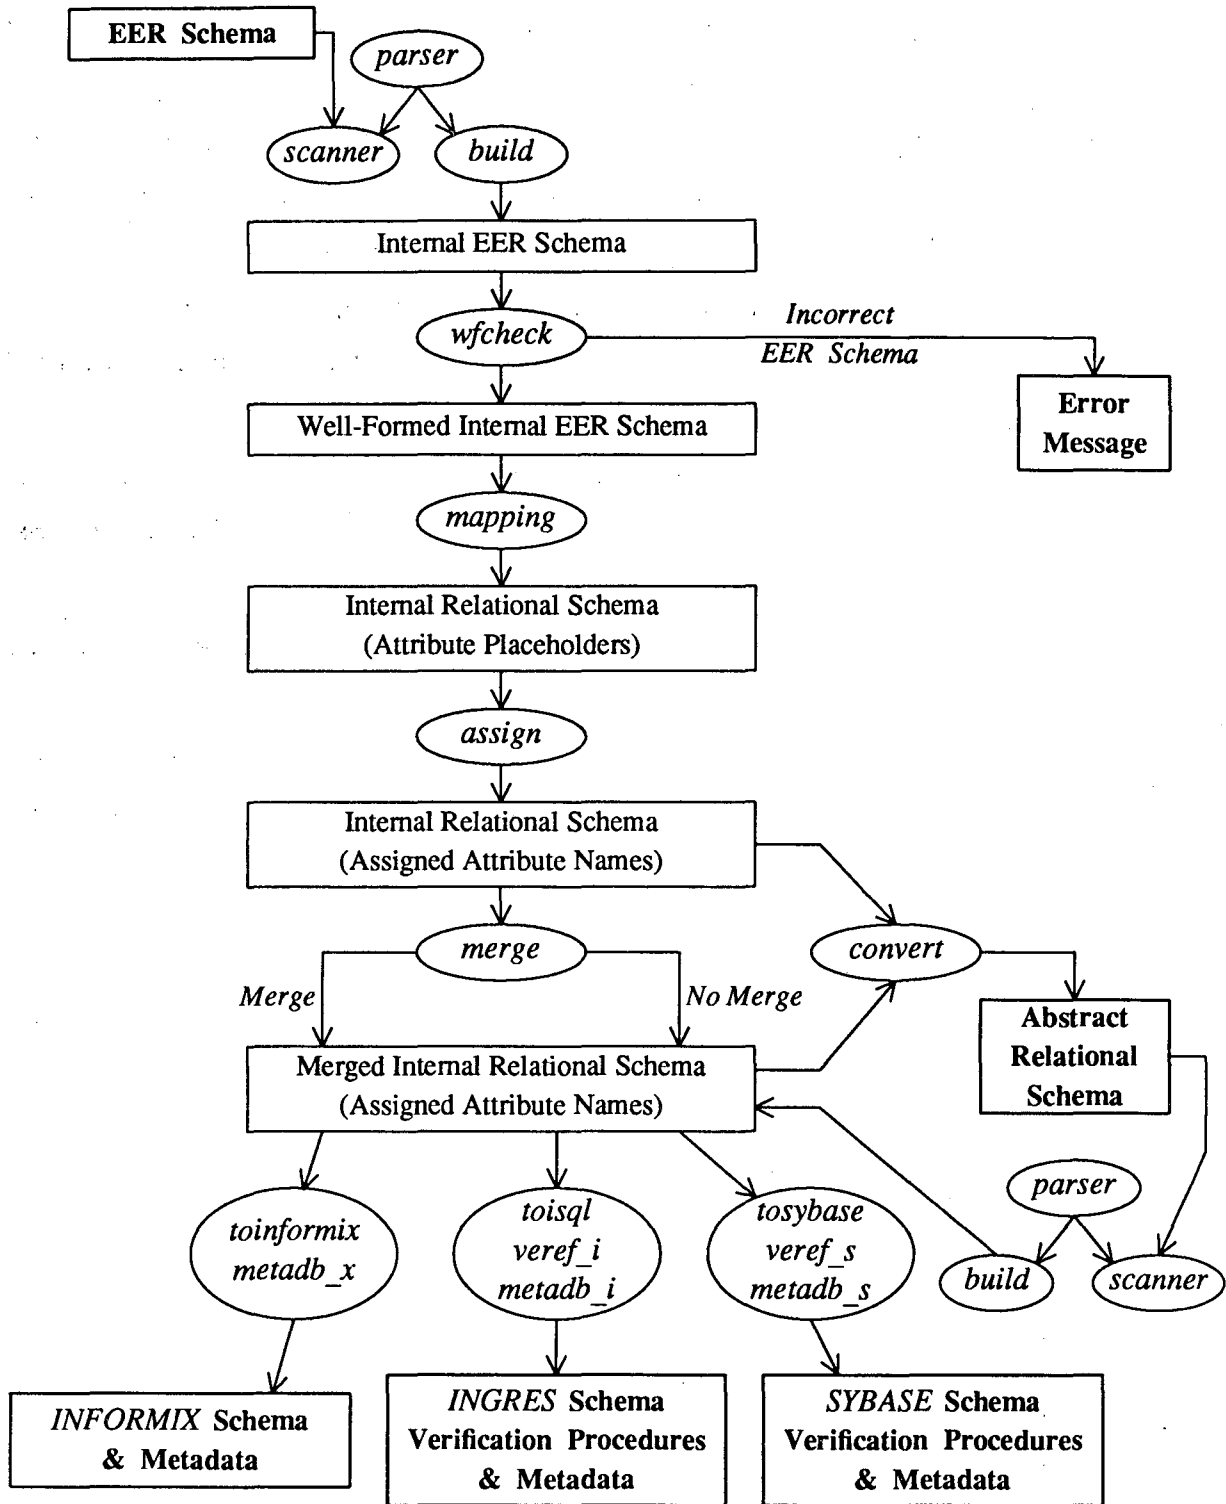 EER Schema
parser
scanner
build
Internal EER Schema
wfcheck
Incorrect
EER Schema
Error
Message
Well-Formed Internal EER Schema
mapping
Internal Relational Schema
(Attribute Placeholders)
assign
Internal Relational Schema
(Assigned Attribute Names)
merge
convert
Merge
No Merge
Abstract
Relational
Schema
Merged Internal Relational Schema
(Assigned Attribute Names)
parser
build
scanner
toinformix
metadb_x
toisql
veref_i
metadb_i
tosybase
veref_s
metadb_s
INFORMIX Schema
& Metadata
INGRES Schema
Verification Procedures
& Metadata
SYBASE Schema
Verification Procedures
& Metadata